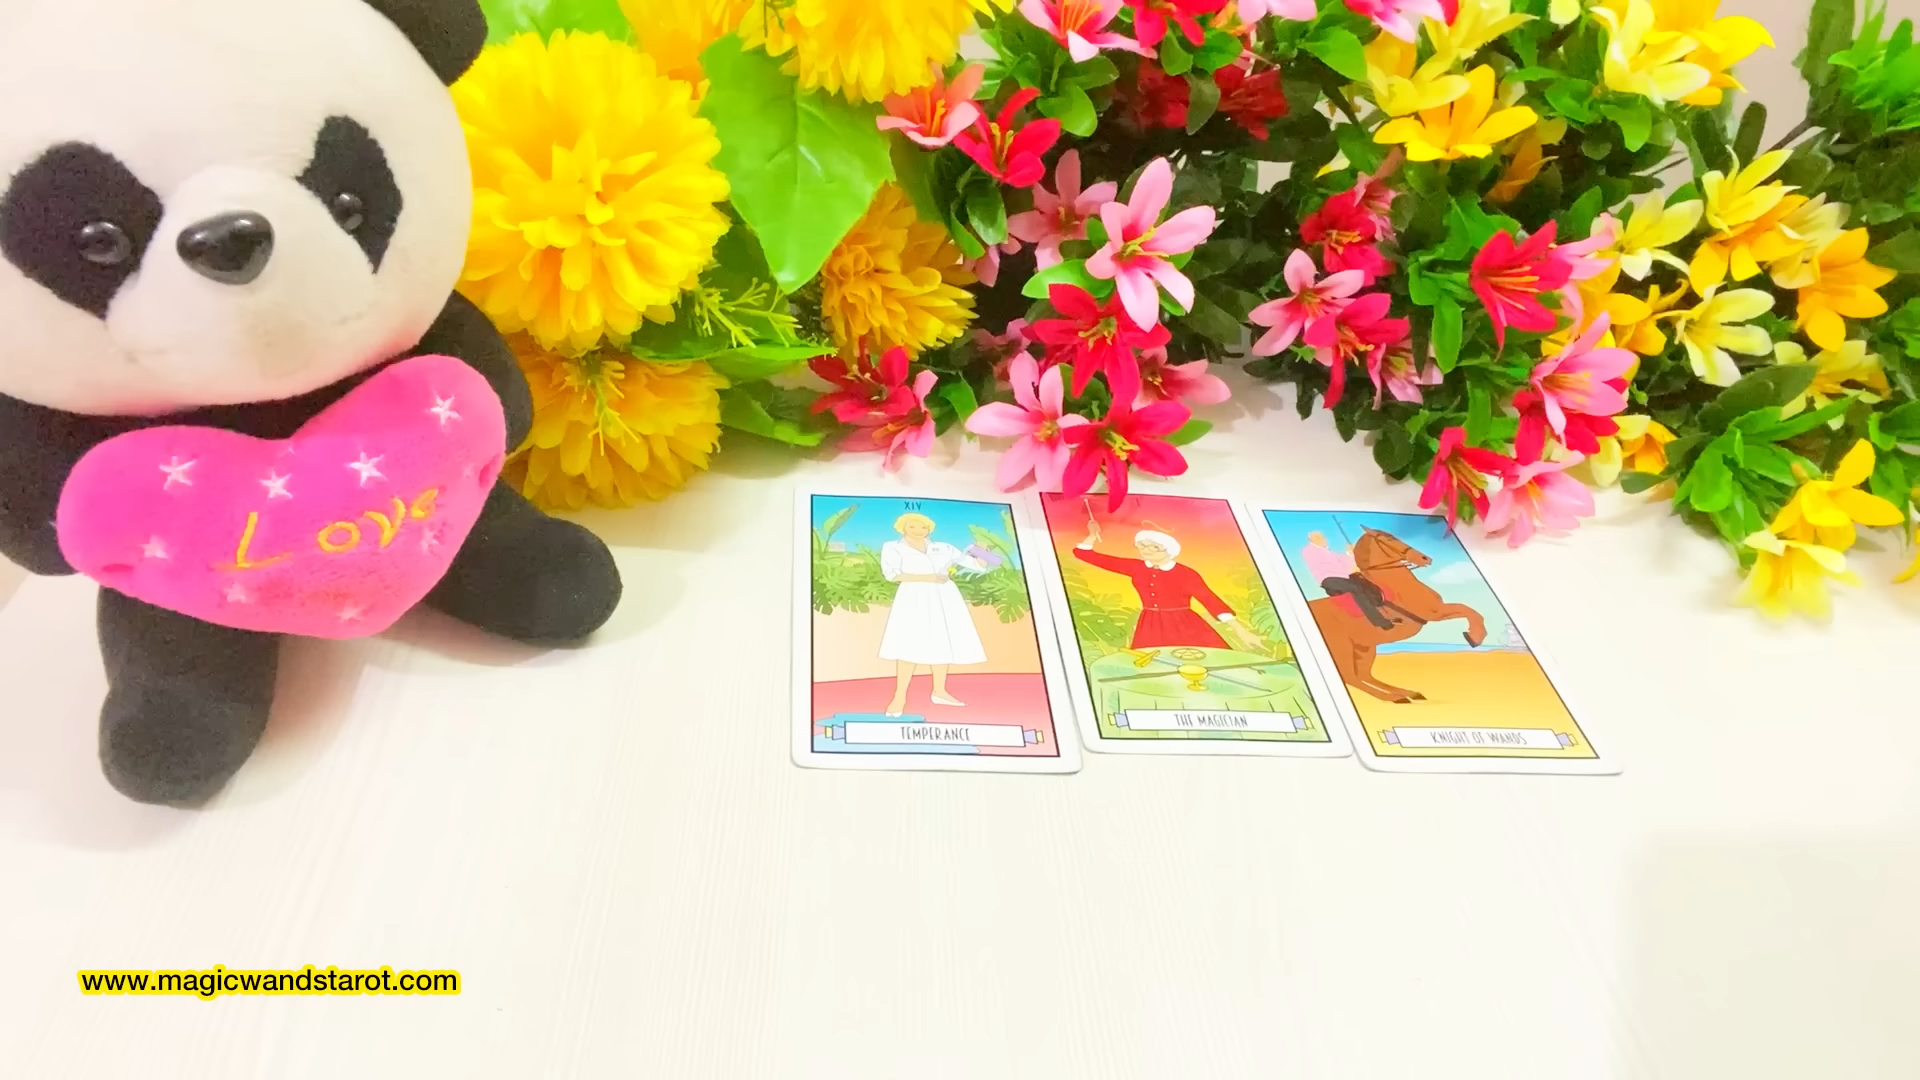 Love
XIV
TEMPERANCE
THE MAGICIAN
KNIGHT OF WANDS
www.magicwandstarot.com